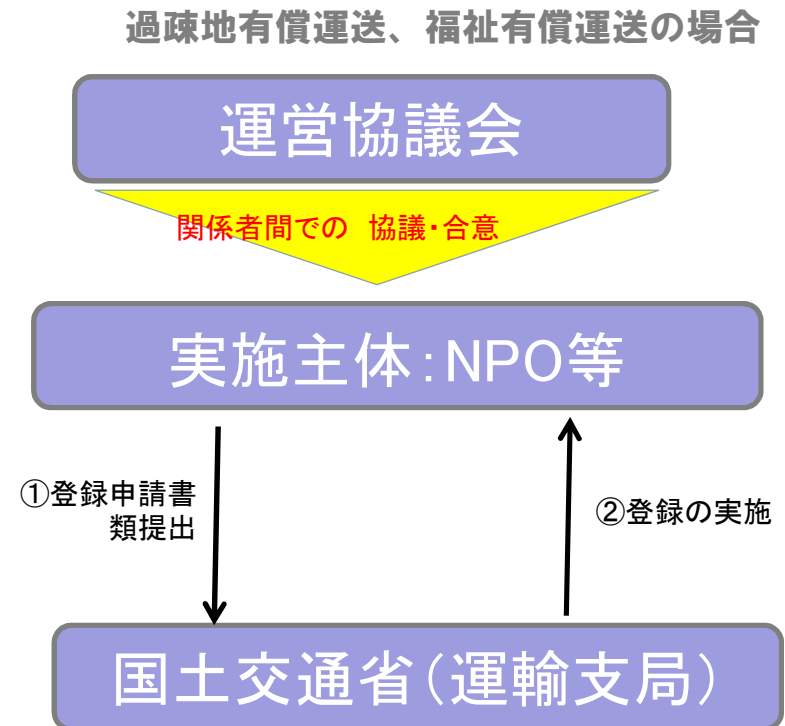 過疎地有償運送、福祉有償運送の場合
運営協議会
関係者間での 協議・合意
実施主体:NPO等
①登録申請書
類提出
②登録の実施
国土交通省(運輸支局)